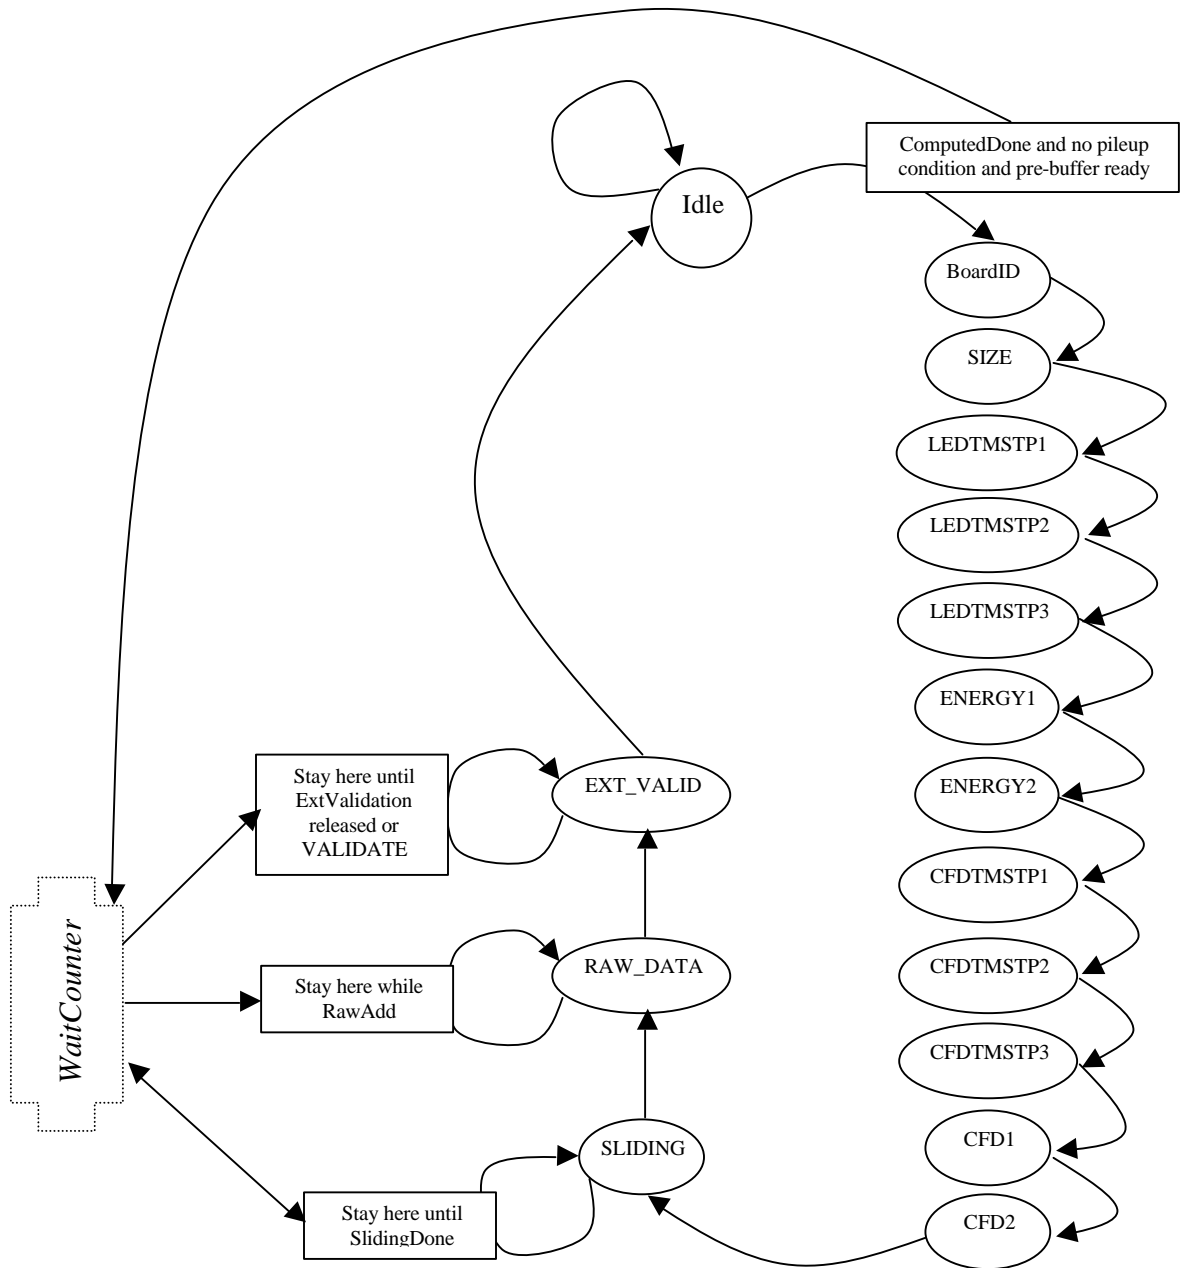 ComputedDone and no pileup
condition and pre-buffer ready
Idle
BoardID
SIZE
LEDTMSTP1
LEDTMSTP2
LEDTMSTP3
ENERGY1
ENERGY2
CFDTMSTP1
CFDTMSTP2
CFDTMSTP3
CFD1
CFD2
Stay here until
ExtValidation
released or
VALIDATE
EXT_VALID
Stay here while
RawAdd
RAW_DATA
WaitCounter
SLIDING
Stay here until
SlidingDone